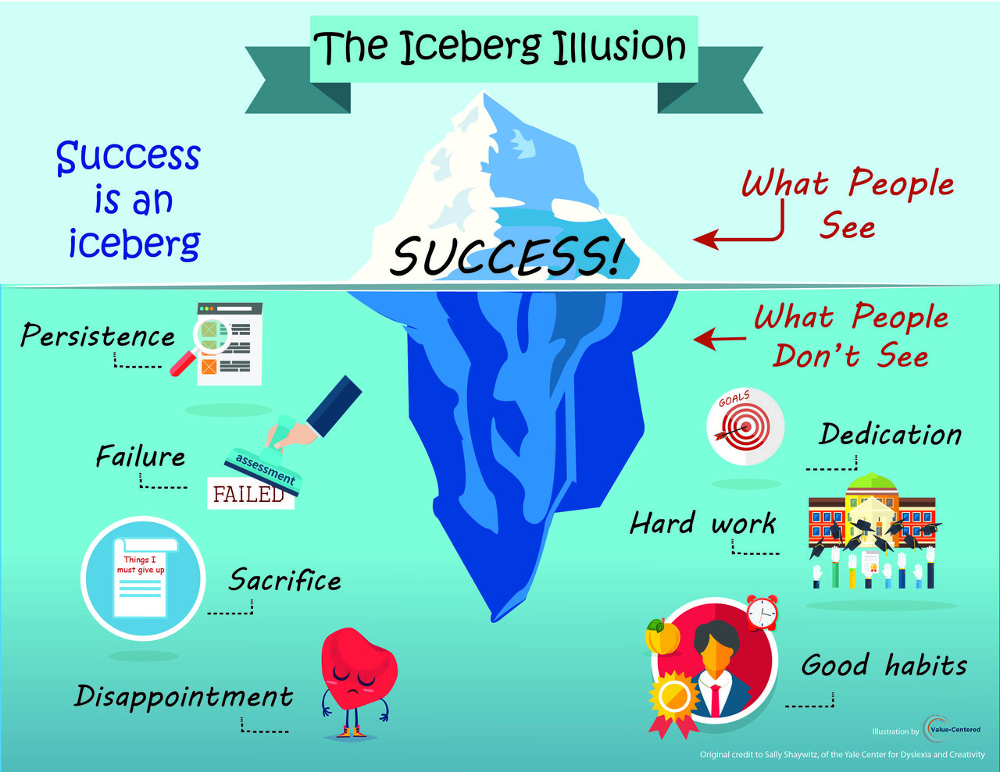 The Iceberg Illusion
Success
is an
iceberg
What People
See
SUCCESS!
What People
Don't See
Persistence
Failure
assessment
FAILED
Things I
must give up
Sacrifice
Disappointment
GOALS
Dedication
Hard work
Good habits
Illustration by
Value-Centered
Original credit to Sally Shaywitz, of the Yale Center for Dyslexia and Creativity